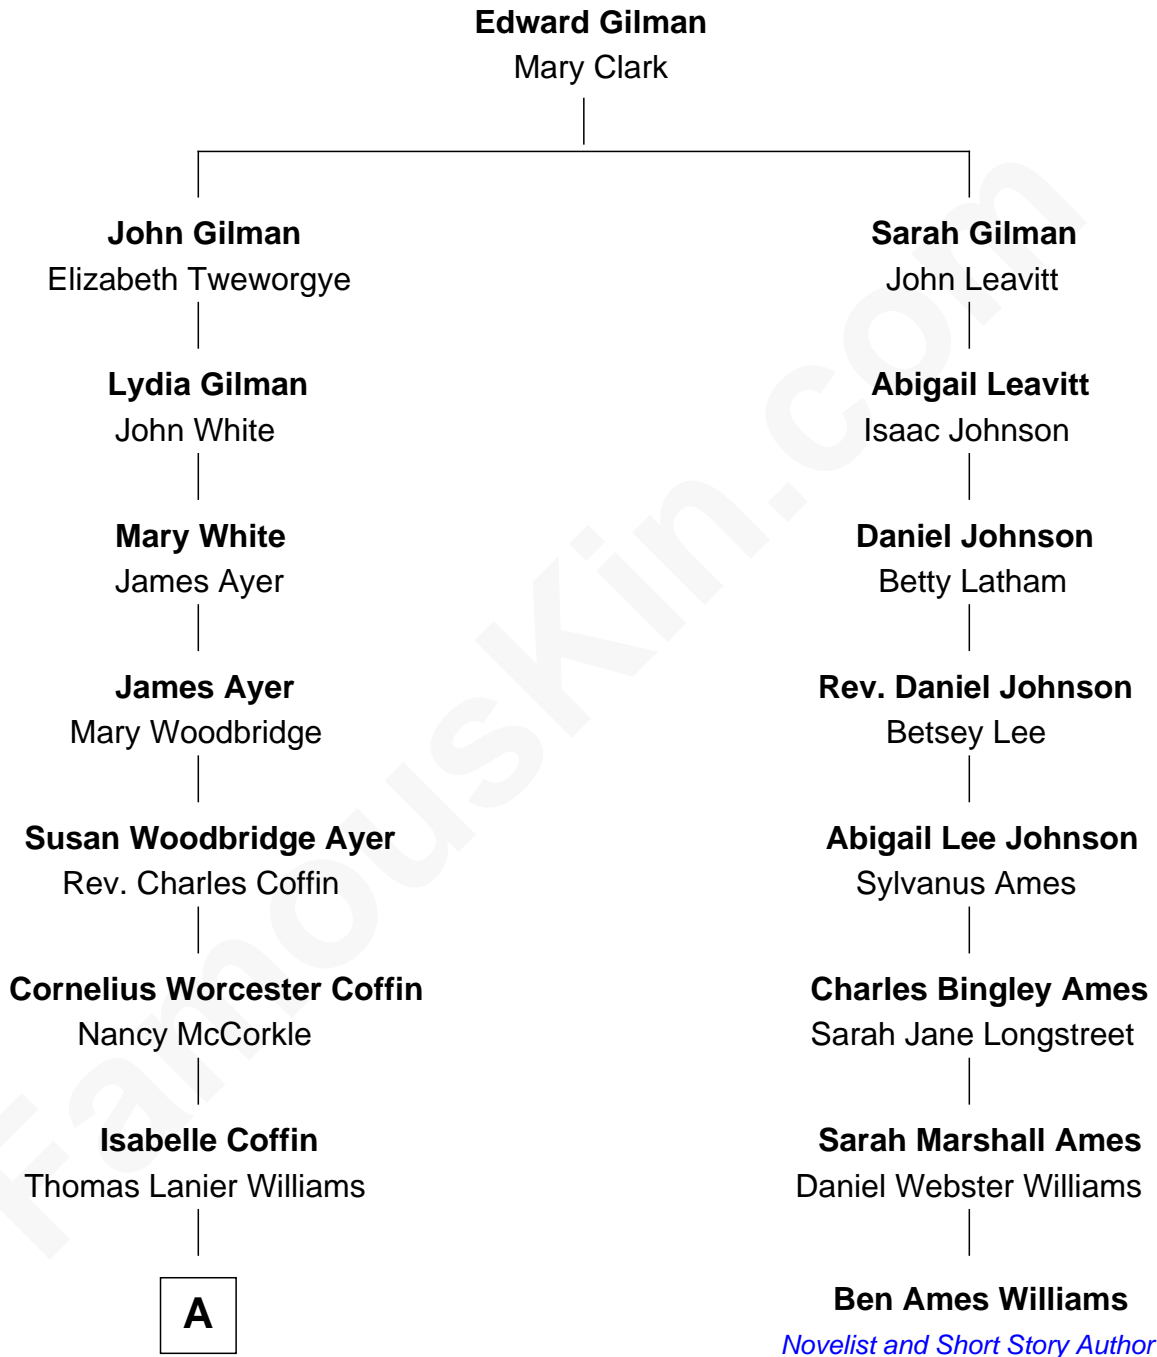 Edward Gilman
Mary Clark
John Gilman
Elizabeth Tweworgye
Sarah Gilman
John Leavitt
Lydia Gilman
John White
Abigail Leavitt
Isaac Johnson
Mary White
James Ayer
Daniel Johnson
Betty Latham
James Ayer
Mary Woodbridge
Rev. Daniel Johnson
Betsey Lee
Susan Woodbridge Ayer
Rev. Charles Coffin
Abigail Lee Johnson
Sylvanus Ames
Cornelius Worcester Coffin
Nancy McCorkle
Charles Bingley Ames
Sarah Jane Longstreet
Isabelle Coffin
Thomas Lanier Williams
Sarah Marshall Ames
Daniel Webster Williams
A
Ben Ames Williams
Novelist and Short Story Author
FamousKin.com